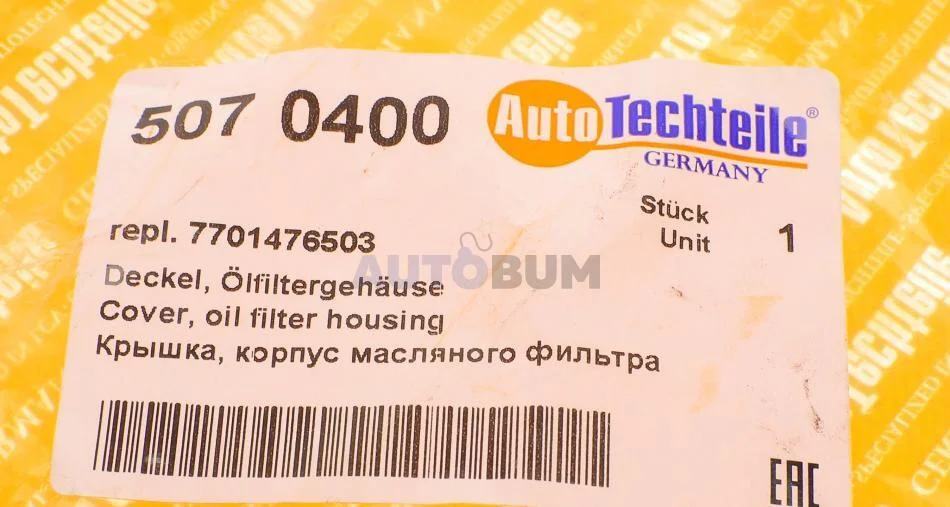 507 0400
AutoTechteile®
GERMANY
Stück
Unit 1
repl. 7701476503
AUTOBUM
Deckel, Ölfiltergehäuse
Cover, oil filter housing
Крышка, корпус масляного фильтра
EAC